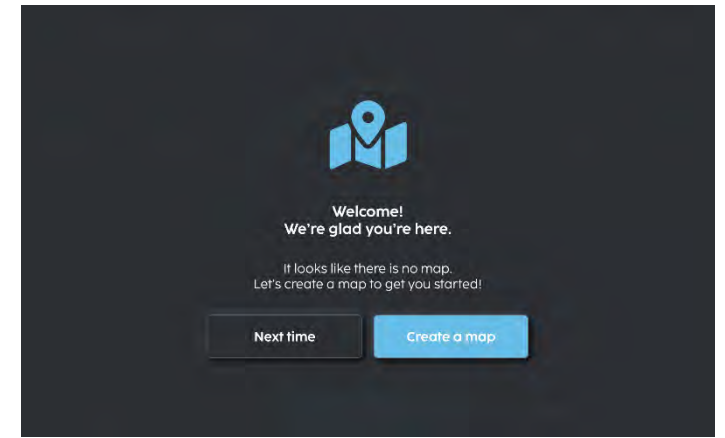 Welcome!
We're glad you're here.
It looks like there is no map.
Let's create a map to get you started!
Next time
Create a map